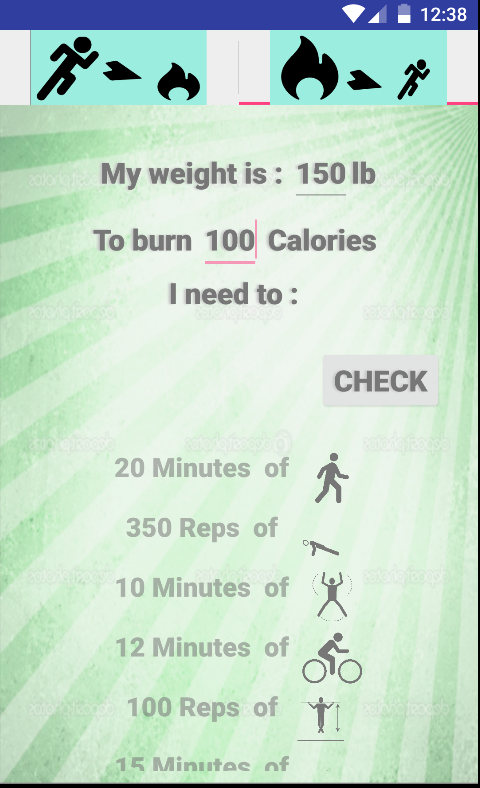 12:38
My weight is : 150 lb
To burn 100 Calories
I need to :
CHECK
20 Minutes of
350 Reps of
10 Minutes of
12 Minutes of
100 Reps of
15 Minutes of